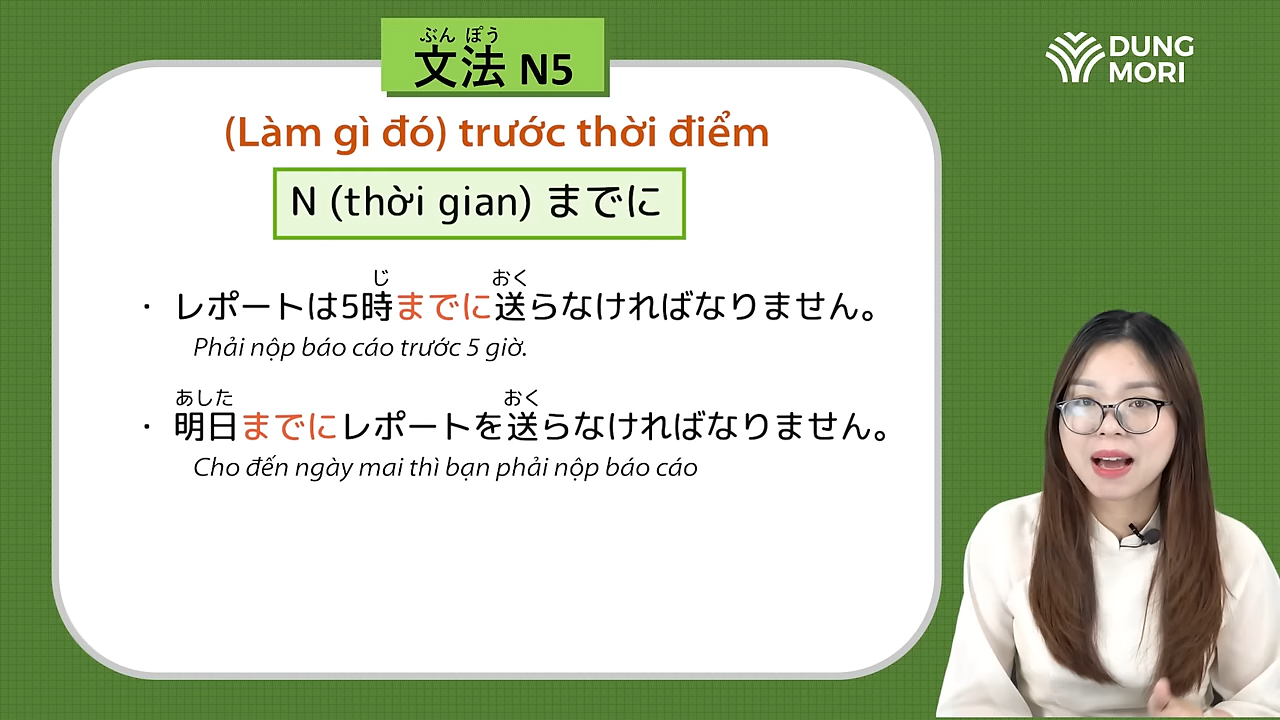 ぶん ぽう
文法 N5
DUNG
MORI
(Làm gì đó) trước thời điểm
N (thời gian) までに
じ おく
・ レポートは5時までに送らなければなりません。
Phải nộp báo cáo trước 5 giờ.
あした おく
・ 明日までにレポートを送らなければなりません。
Cho đến ngày mai thì bạn phải nộp báo cáo